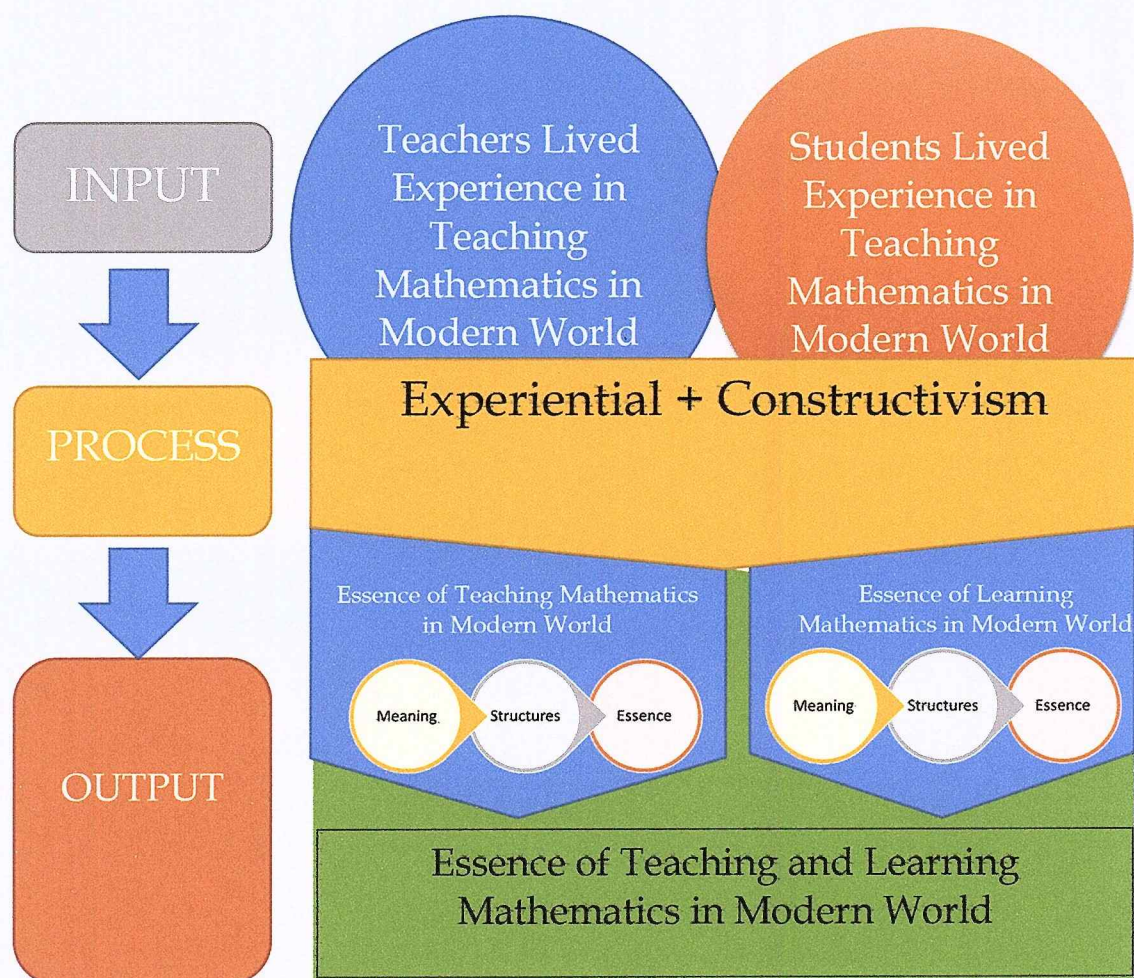 INPUT
Teachers Lived
Experience in
Teaching
Mathematics in
Modern World
Students Lived
Experience in
Teaching
Mathematics in
Modern World
PROCESS
Experiential + Constructivism
Essence of Teaching Mathematics
in Modern World
Meaning
Structures
Essence
Essence of Learning
Mathematics in Modern World
Meaning
Structures
Essence
OUTPUT
Essence of Teaching and Learning
Mathematics in Modern World